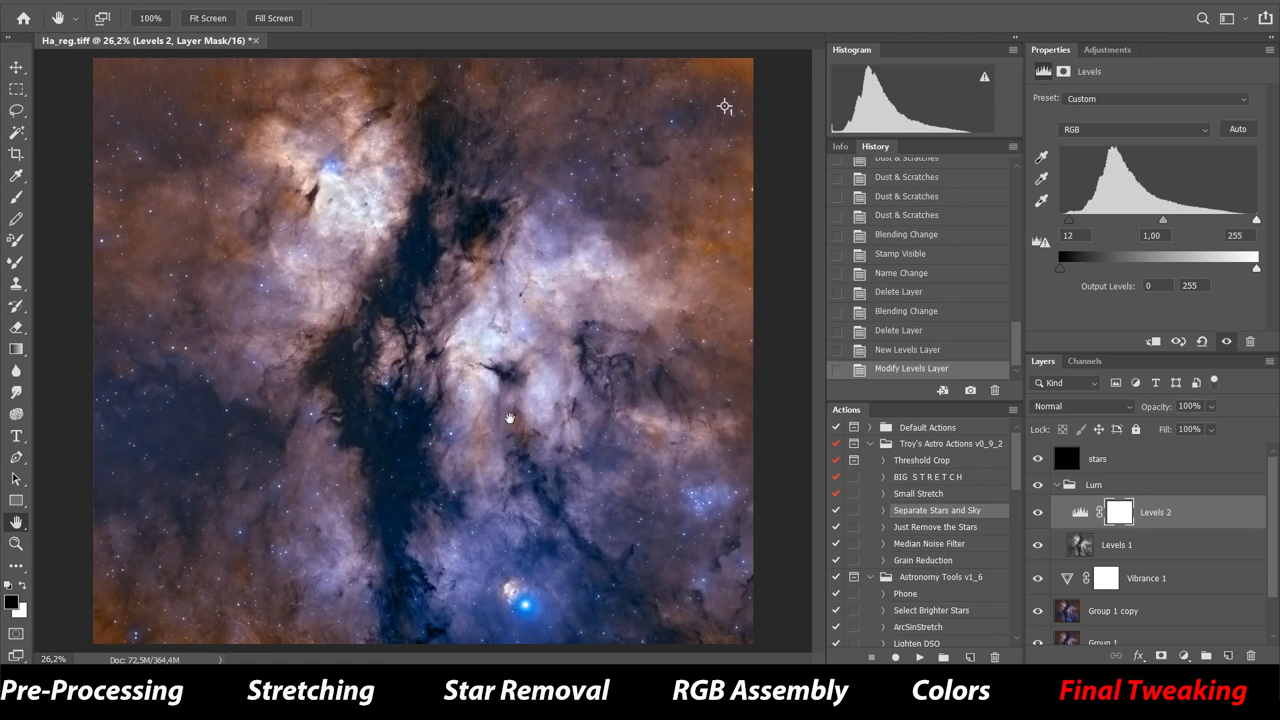 100%
Fit Screen
Fill Screen
Ha_reg.tiff @ 26,2% (Levels 2, Layer Mask/16) *
1
26,2%
Doc: 72,5M/364,4M
Histogram
Info
History
Dust & Scratches
Dust & Scratches
Dust & Scratches
Dust & Scratches
Blending Change
Stamp Visible
Name Change
Delete Layer
Blending Change
Delete Layer
New Levels Layer
Modify Levels Layer
Actions
Default Actions
Troy's Astro Actions v0_9_2
Threshold Crop
BIG S T R E T C H
Small Stretch
Separate Stars and Sky
Just Remove the Stars
Median Noise Filter
Grain Reduction
Astronomy Tools v1_6
Phone
Select Brighter Stars
ArcSinStretch
Lighten DSO
Properties
Adjustments
Levels
Preset: Custom
RGB
Auto
12 1,00 255
Output Levels: 0 255
Layers
Channels
Kind
Normal
Opacity: 100%
Lock:
Fill: 100%
stars
Lum
Levels 2
Levels 1
Vibrance 1
Group 1 copy
Group 1
Pre-Processing Stretching Star Removal RGB Assembly Colors Final Tweaking